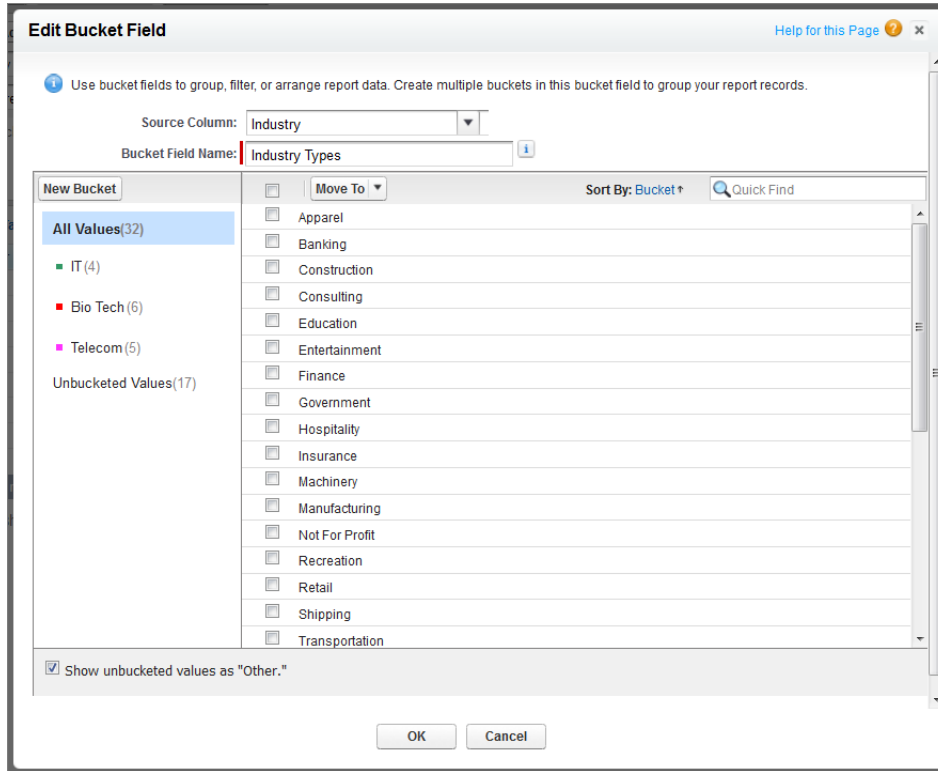 Edit Bucket Field
Help for this Page
Use bucket fields to group, filter, or arrange report data. Create multiple buckets in this bucket field to group your report records.
Source Column: Industry
Bucket Field Name: Industry Types
New Bucket
Move To
Sort By: Bucket
Quick Find
All Values(32)
IT(4)
Bio Tech(6)
Telecom(5)
Unbucketed Values(17)
Apparel
Banking
Construction
Consulting
Education
Entertainment
Finance
Government
Hospitality
Insurance
Machinery
Manufacturing
Not For Profit
Recreation
Retail
Shipping
Transportation
Show unbucketed values as "Other."
OK
Cancel